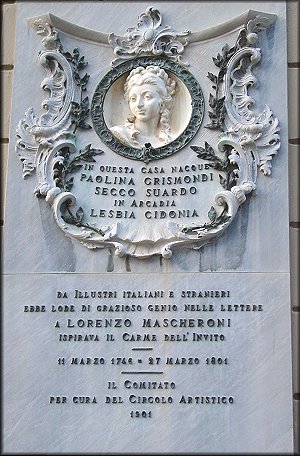 IN QUESTA CASA NACQUE
PAOLINA GRISMONDI
SECCO SUARDO
IN ARCADIA
LESBIA CIDONIA
DA ILLUSTRI ITALIANI E STRANIERI
EBBE LODE DI GRAZIOSO GENIO NELLE LETTERE
A LORENZO MASCHERONI
ISPIRAVA IL CARME DELL'INVITO
11 MARZO 1746 = 27 MARZO 1801
IL COMITATO
PER CURA DEL CIRCOLO ARTISTICO
1901